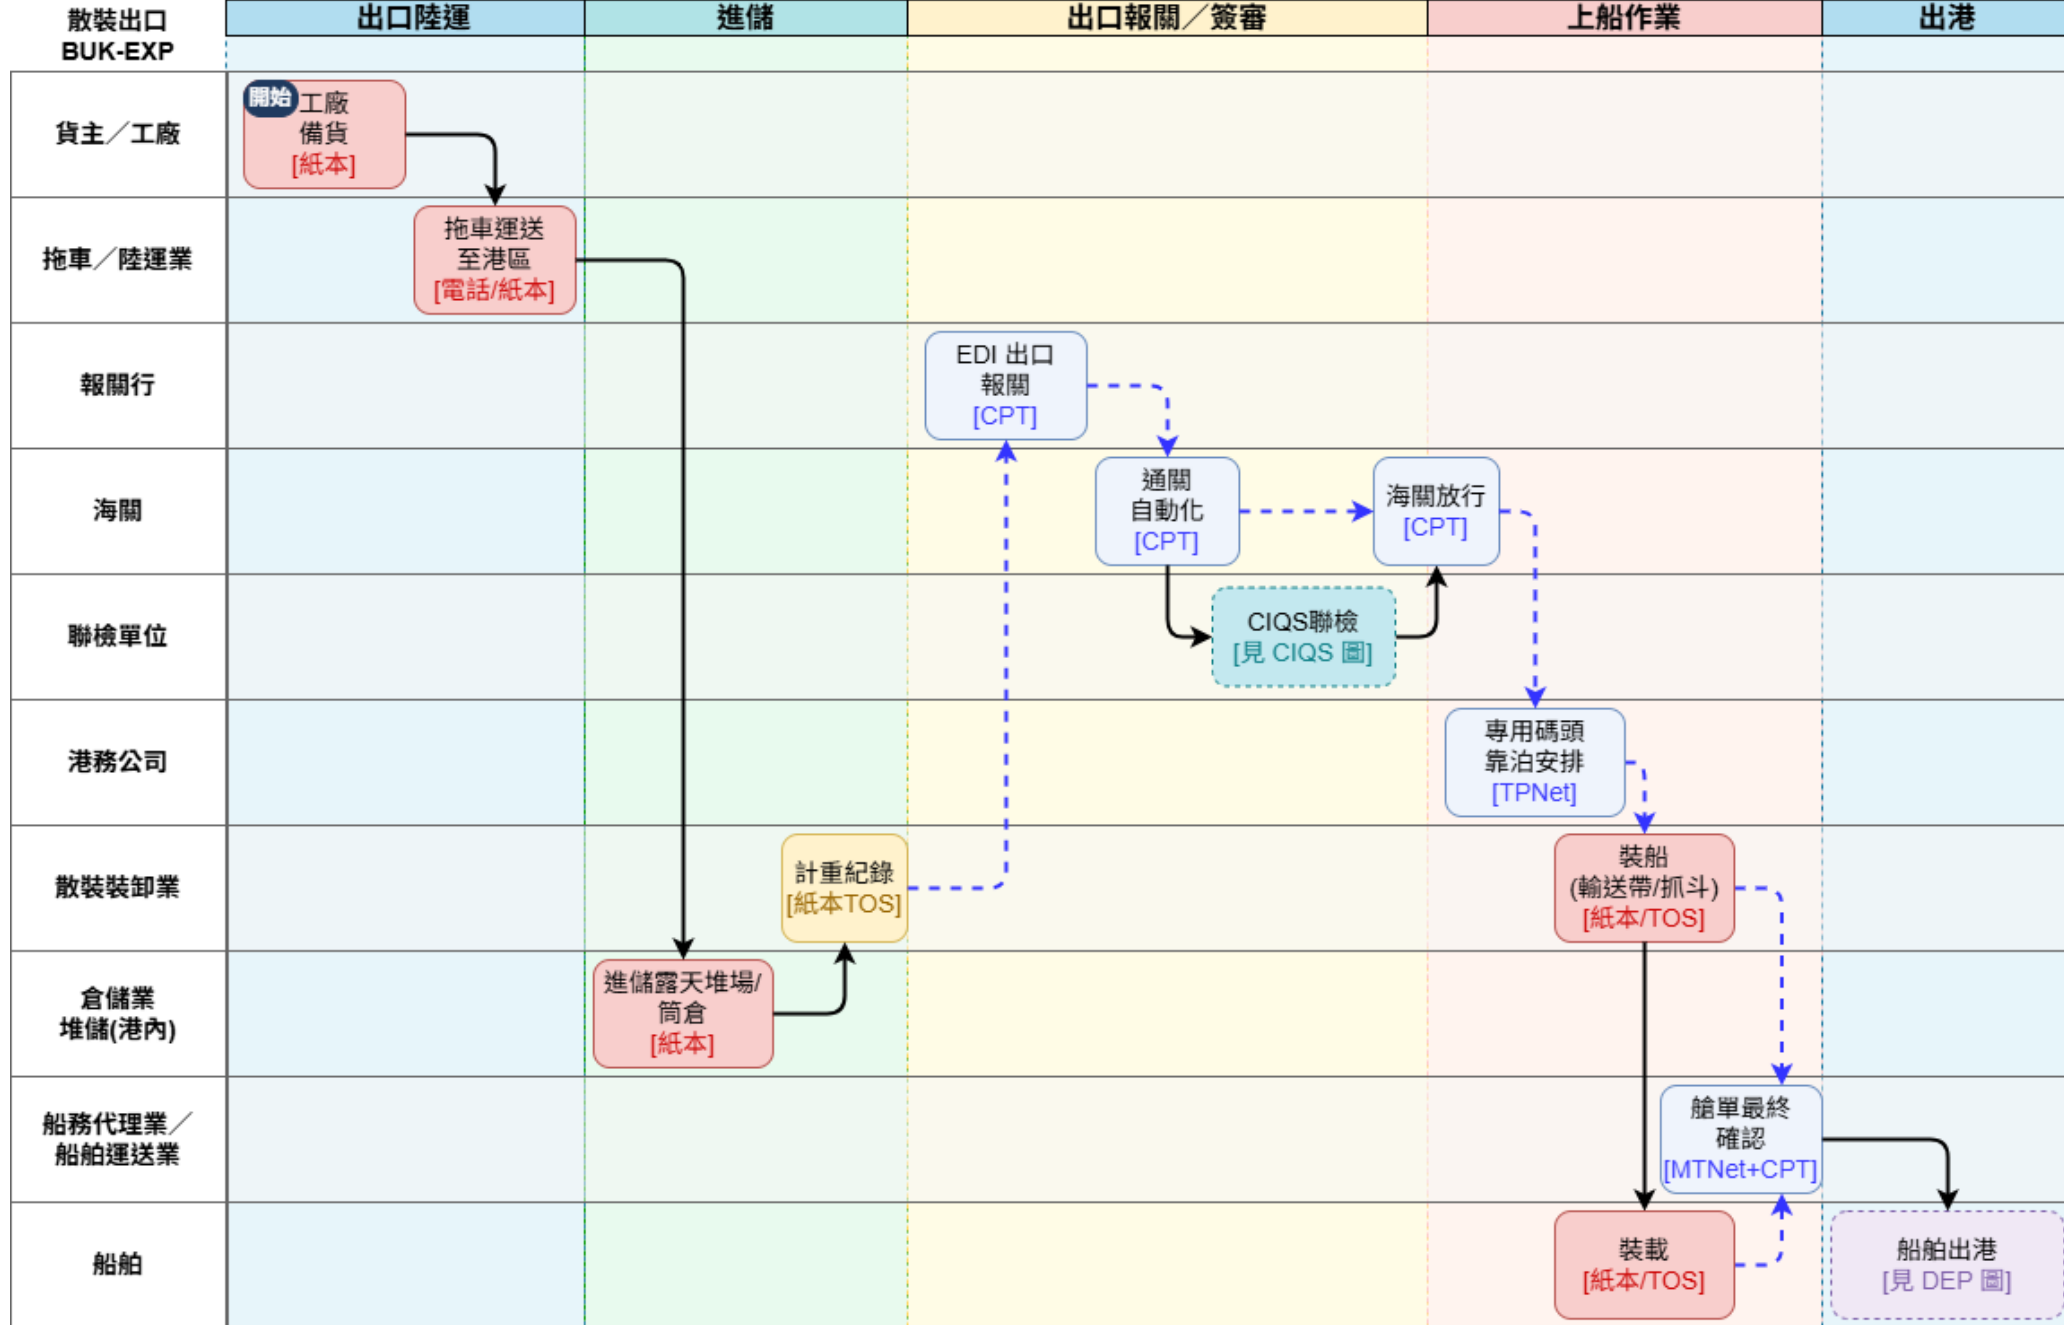 散裝出口
BUK-EXP
出口陸運
進儲
出口報關／簽審
上船作業
出港
貨主／工廠
開始
工廠
備貨
[紙本]
拖車／陸運業
拖車運送
至港區
[電話/紙本]
報關行
EDI 出口
報關
[CPT]
海關
通關
自動化
[CPT]
海關放行
[CPT]
聯檢單位
CIQS聯檢
[見 CIQS 圖]
港務公司
專用碼頭
靠泊安排
[TPNet]
散裝裝卸業
計重紀錄
[紙本TOS]
裝船
(輸送帶/抓斗)
[紙本/TOS]
倉儲業
堆儲(港內)
進儲露天堆場/
筒倉
[紙本]
船務代理業／
船舶運送業
艙單最終
確認
[MTNet+CPT]
船舶
裝載
[紙本/TOS]
船舶出港
[見 DEP 圖]